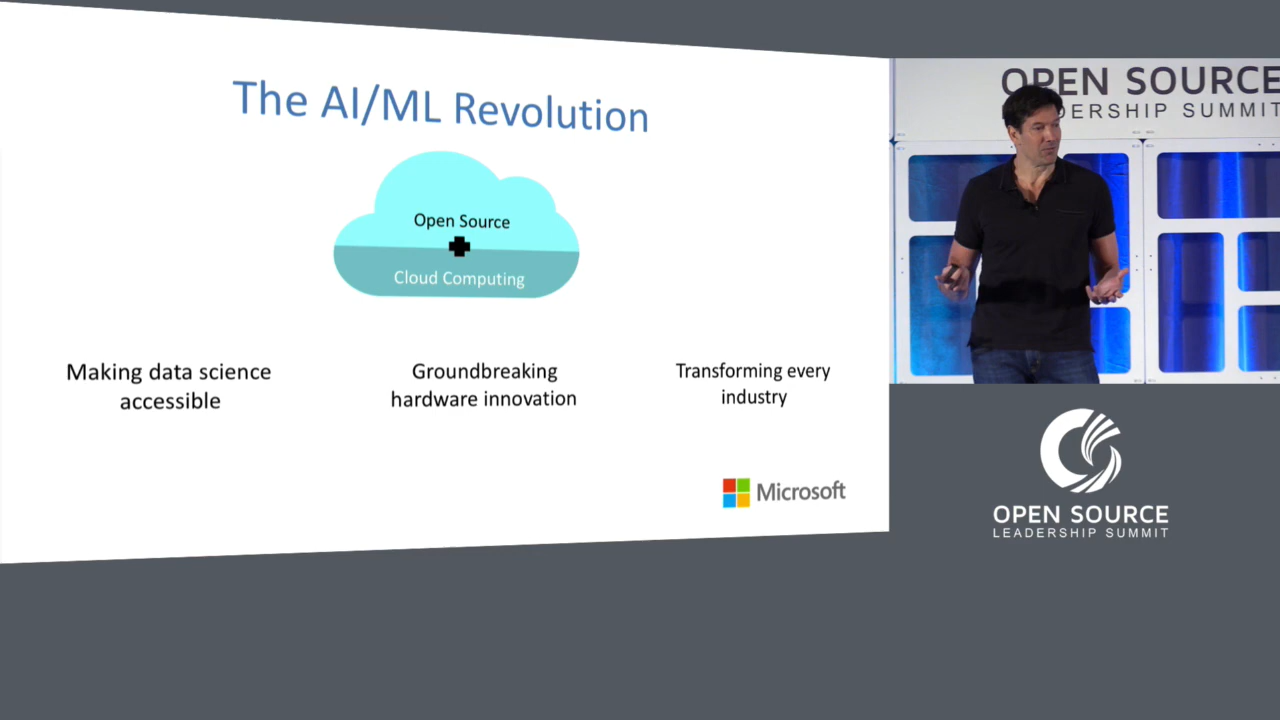 The AI/ML Revolution
Open Source
Cloud Computing
Making data science
accessible
Groundbreaking
hardware innovation
Transforming every
industry
Microsoft
OPEN SOURCE
DERSHIP SUMMIT
OPEN SOURCE
LEADERSHIP SUMMIT